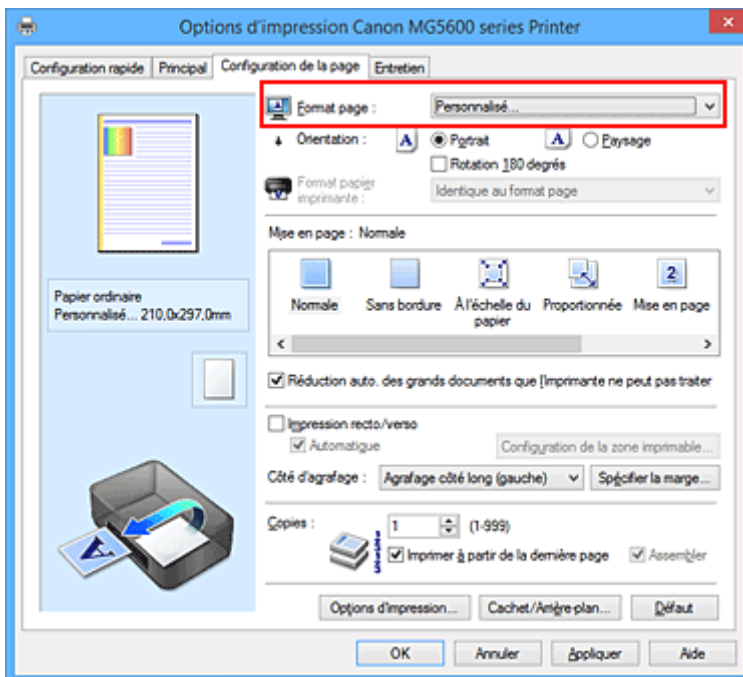 Options d'impression Canon MG5600 series Printer
Configuration rapide Principal Configuration de la page Entretien
Format page : Personnalisé...
Orientation : A Portrait A Paysage
Rotation 180 degrés
Format papier
imprimante : Identique au format page
Mise en page : Normale
Normale Sans bordure À l'échelle du
papier Proportionnée Mise en page
2
Papier ordinaire
Personnalisé... 210,0x297,0mm
Réduction auto. des grands documents que l'imprimante ne peut pas traiter
Impression recto/verso
Automatique Configuration de la zone imprimable...
Côté d'agrafage : Agrafage côté long (gauche) Spécifier la marge...
Copies : 1 (1-999)
Imprimer à partir de la dernière page Assembler
A
Options d'impression... Cachet/Arrière-plan... Défaut
OK Annuler Appliquer Aide